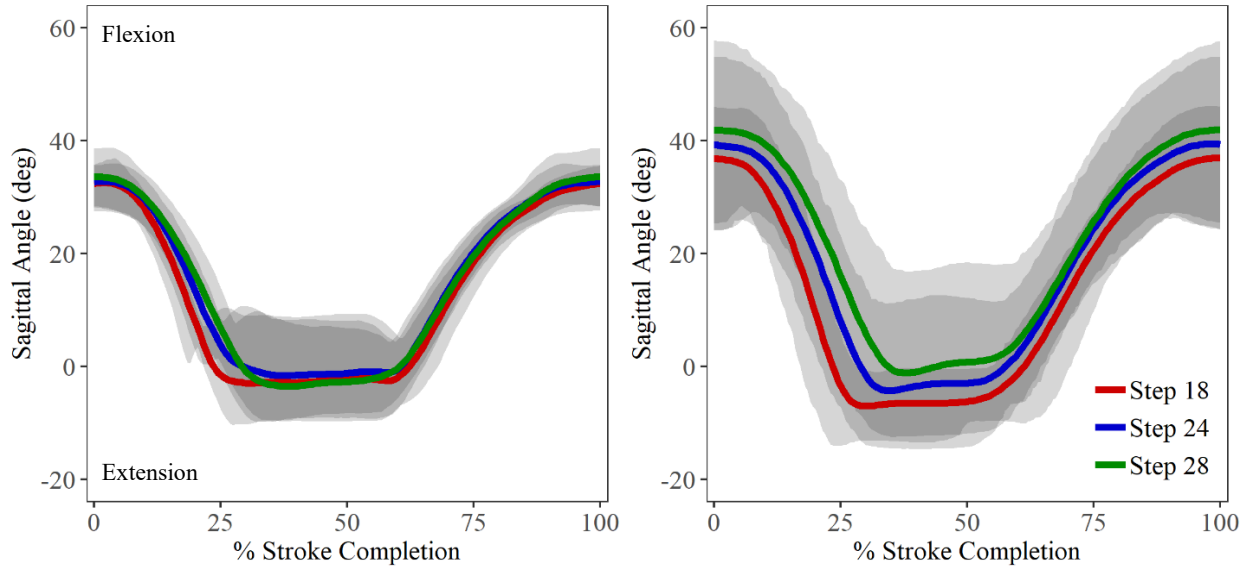 60
Flexion
40
20
0
-20
Extension
Sagittal Angle (deg)
0 25 50 75 100
% Stroke Completion
60
40
20
0
-20
Sagittal Angle (deg)
Step 18
Step 24
Step 28
0 25 50 75 100
% Stroke Completion